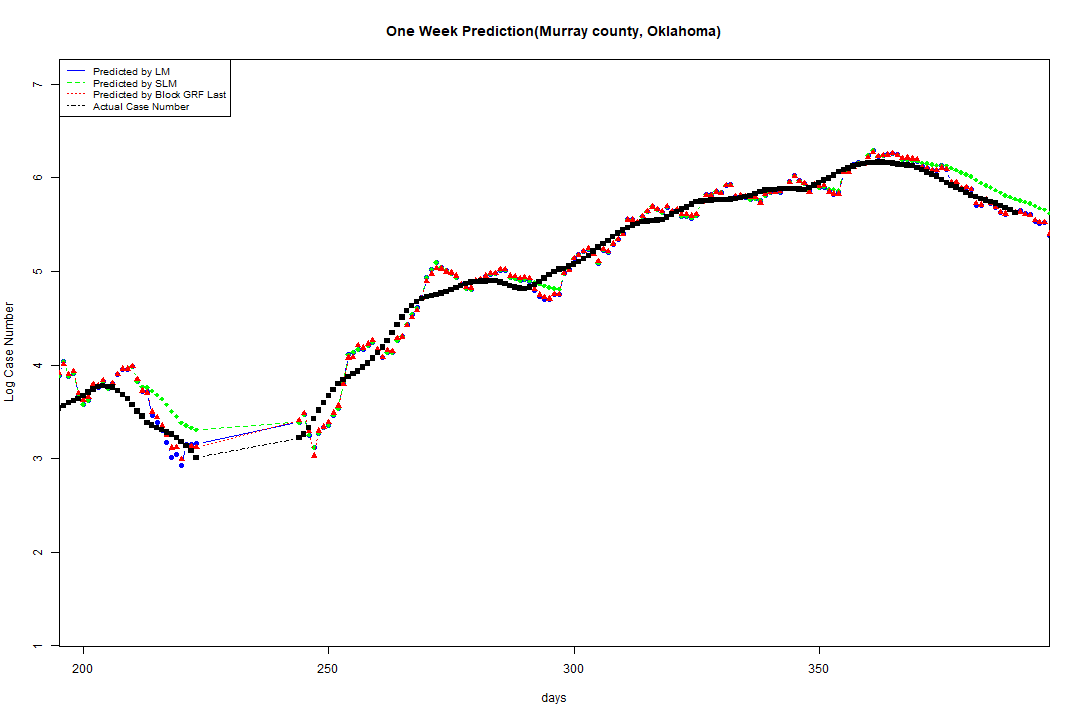 One Week Prediction(Murray county, Oklahoma)
Predicted by LM
Predicted by SLM
Predicted by Block GRF Last
Actual Case Number
7
6
5
4
3
2
1
Log Case Number
200 250 300 350
days